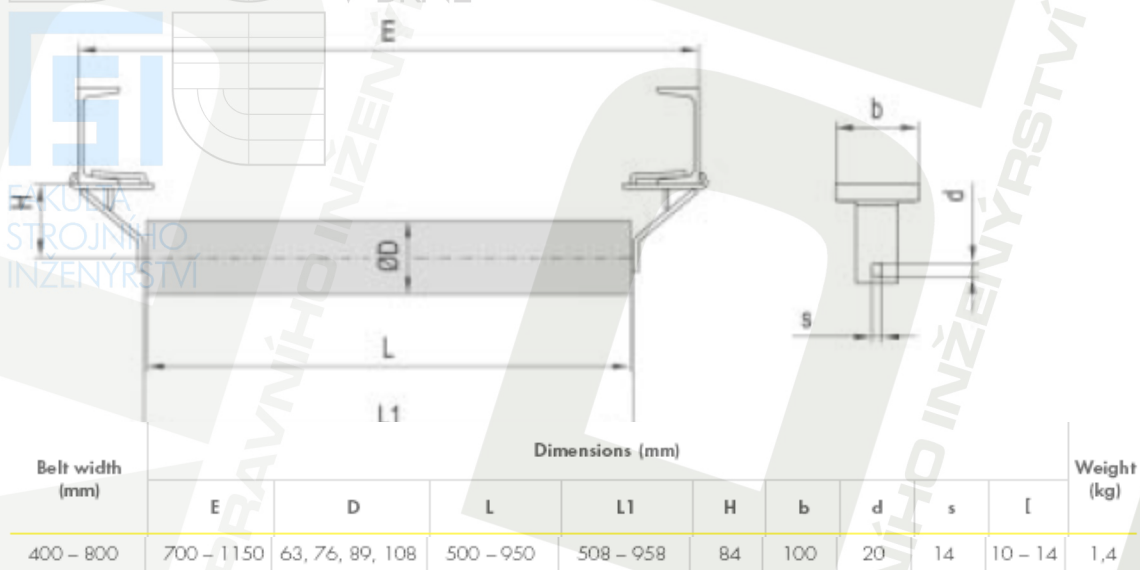 E
b
H
d
FAKULTA
STROJNÍHO
INŽENÝRSTVÍ
ØD
s
L
L1
Belt width
(mm)
Dimensions (mm)
Weight
(kg)
E D L L1 H b d s [
400 – 800 700 – 1150 63, 76, 89, 108 500 – 950 508 – 958 84 100 20 14 10 – 14 1,4